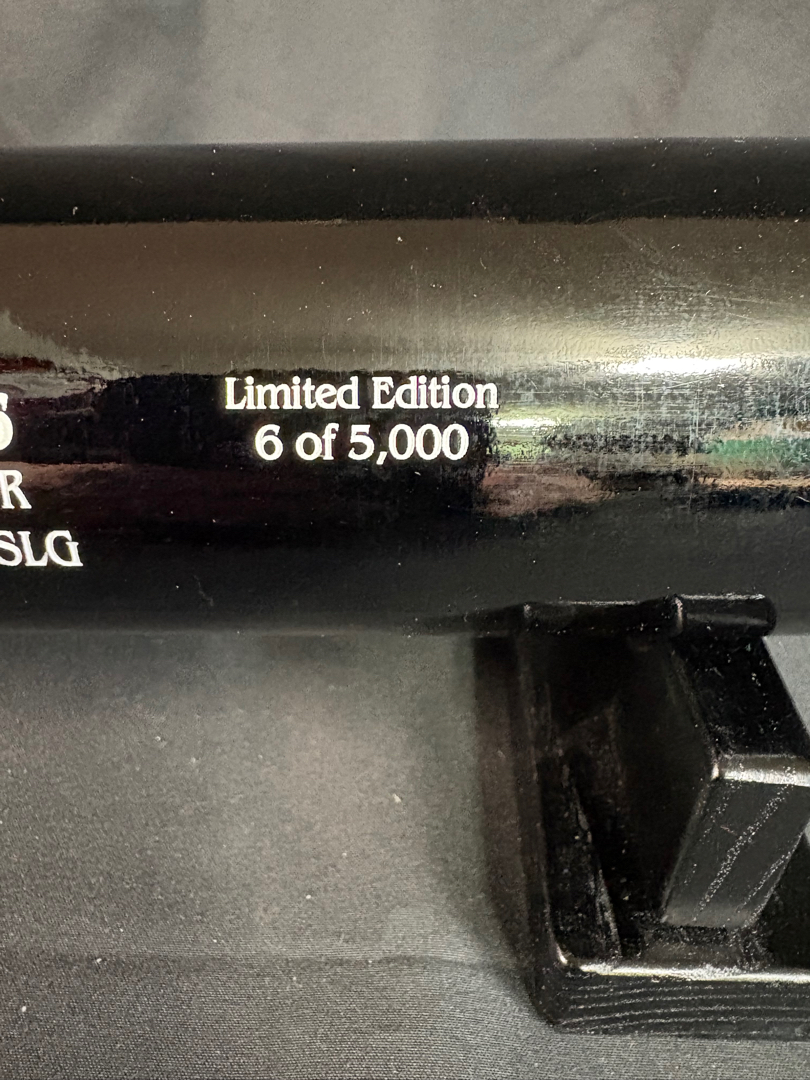 Limited Edition
6 of 5,000
S
R
SLG